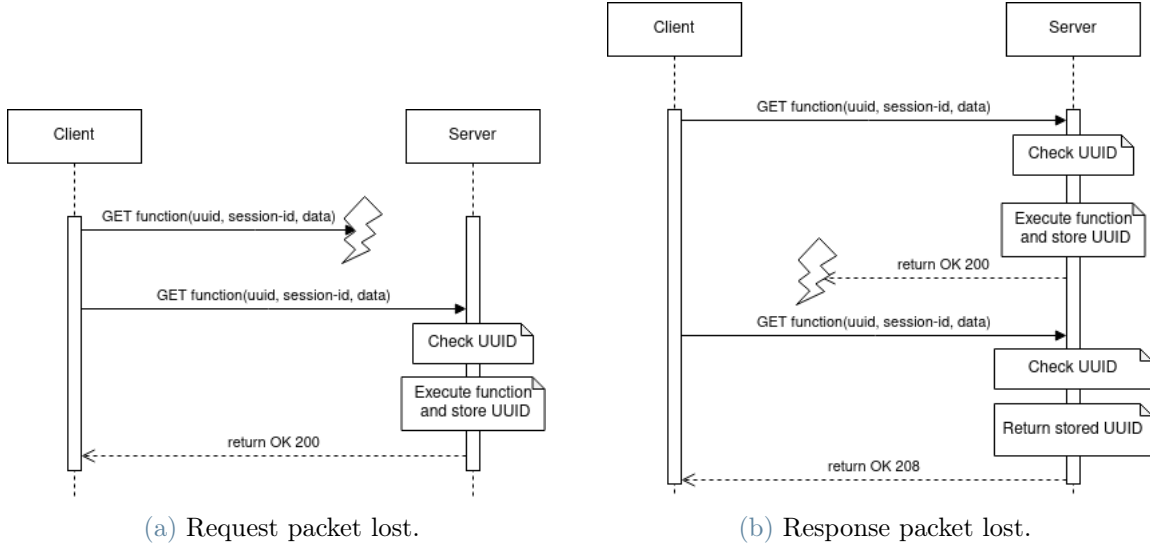 Client
Server
GET function(uuid, session-id, data)
GET function(uuid, session-id, data)
Check UUID
Execute function
and store UUID
return OK 200
(a) Request packet lost.
Client
Server
GET function(uuid, session-id, data)
Check UUID
Execute function
and store UUID
return OK 200
GET function(uuid, session-id, data)
Check UUID
Return stored UUID
return OK 208
(b) Response packet lost.